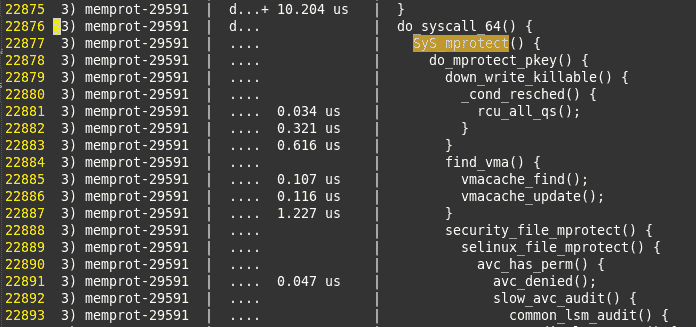 22875  3) memprot-29591  |  d...+ 10.204 us   |  }
22876  3) memprot-29591  |  d...              |  do_syscall_64() {
22877  3) memprot-29591  |  ....              |    SyS_mprotect() {
22878  3) memprot-29591  |  ....              |      do_mprotect_pkey() {
22879  3) memprot-29591  |  ....              |        down_write_killable() {
22880  3) memprot-29591  |  ....              |          _cond_resched() {
22881  3) memprot-29591  |  ....  0.034 us    |            rcu_all_qs();
22882  3) memprot-29591  |  ....  0.321 us    |          }
22883  3) memprot-29591  |  ....  0.616 us    |        }
22884  3) memprot-29591  |  ....              |        find_vma() {
22885  3) memprot-29591  |  ....  0.107 us    |          vmacache_find();
22886  3) memprot-29591  |  ....  0.116 us    |          vmacache_update();
22887  3) memprot-29591  |  ....  1.227 us    |        }
22888  3) memprot-29591  |  ....              |        security_file_mprotect() {
22889  3) memprot-29591  |  ....              |          selinux_file_mprotect() {
22890  3) memprot-29591  |  ....              |            avc_has_perm() {
22891  3) memprot-29591  |  ....  0.047 us    |              avc_denied();
22892  3) memprot-29591  |  ....              |              slow_avc_audit() {
22893  3) memprot-29591  |  ....              |                common_lsm_audit() {